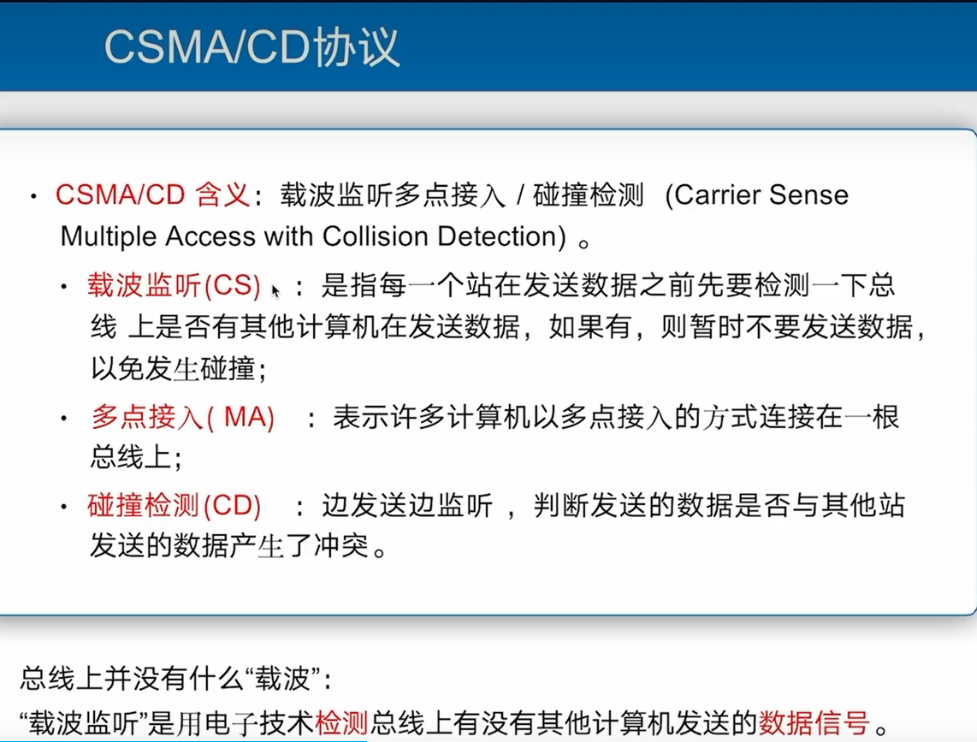 CSMA/CD协议
· CSMA/CD 含义：载波监听多点接入 / 碰撞检测 (Carrier Sense
Multiple Access with Collision Detection) 。
· 载波监听(CS) ：是指每一个站在发送数据之前先要检测一下总
线 上是否有其他计算机在发送数据，如果有，则暂时不要发送数据，
以免发生碰撞；
· 多点接入( MA) ：表示许多计算机以多点接入的方式连接在一根
总线上；
· 碰撞检测(CD) ：边发送边监听 ，判断发送的数据是否与其他站
发送的数据产生了冲突。
总线上并没有什么“载波”：
“载波监听”是用电子技术检测总线上有没有其他计算机发送的数据信号。